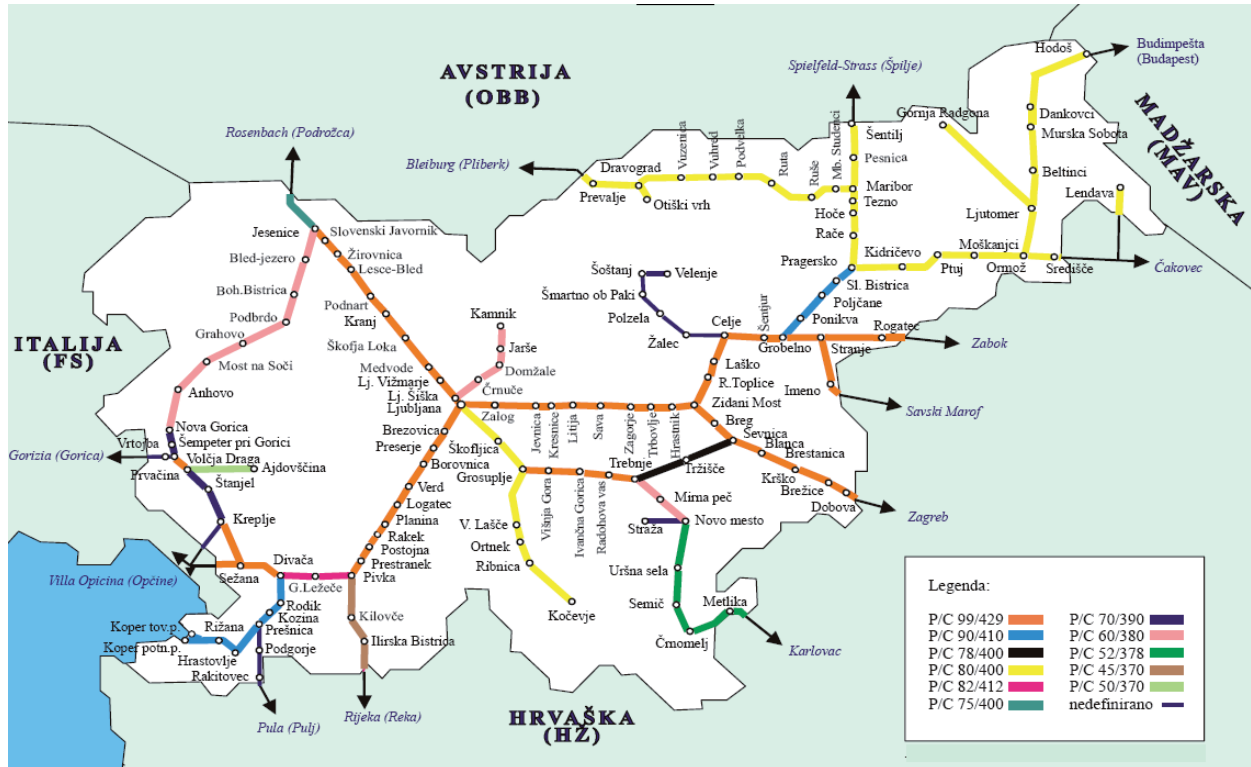 AVSTRIJA
(OBB)
MADŽARSKA
(MAV)
ITALIJA
(FS)
HRVAŠKA
(HŽ)
Rosenbach (Podrožca)
Bleiburg (Pliberk)
Spielfeld-Strass (Špilje)
Budimpešta
(Budapest)
Čakovec
Zabok
Savski Marof
Zagreb
Karlovac
Rijeka (Reka)
Pula (Pulj)
Villa Opicina (Opčine)
Gorizia (Gorica)
Hodoš
Dankovci
Murska Sobota
Beltinci
Lendava
Ljutomer
Gornja Radgona
Šentilj
Pesnica
Maribor
Tezno
Hoče
Rače
Pragersko
Kidričevo
Ptuj
Moškanjci
Ormož
Središče
Mb. Studenci
Ruše
Ruta
Podvelka
Vuhred
Vuzenica
Dravograd
Otiški vrh
Prevalje
Sl. Bistrica
Poljčane
Ponikva
Grobelno
Šentjur
Celje
Stranje
Rogatec
Imeno
Šoštanj
Velenje
Šmartno ob Paki
Polzela
Žalec
Laško
R.Toplice
Zidani Most
Breg
Sevnica
Blanca
Brestanica
Krško
Brežice
Dobova
Jesenice
Slovenski Javornik
Žirovnica
Lesce-Bled
Podnart
Kranj
Škofja Loka
Medvode
Lj. Vižmarje
Lj. Šiška
Ljubljana
Kamnik
Jarše
Domžale
Črnuče
Zalog
Jevnica
Kresnice
Litija
Sava
Zagorje
Trbovlje
Hrastnik
Bled-jezero
Boh.Bistrica
Podbrdo
Grahovo
Most na Soči
Anhovo
Nova Gorica
Vrtojba
Šempeter pri Gorici
Volčja Draga
Ajdovščina
Prvačina
Štanjel
Kreplje
Sežana
Divača
G.Ležeče
Pivka
Brezovica
Preserje
Borovnica
Verd
Logatec
Planina
Rakek
Postojna
Prestranek
Kilovče
Ilirska Bistrica
Rodik
Kozina
Prešnica
Podgorje
Rakitovec
Hrastovlje
Rižana
Koper tov.p.
Koper potn.p.
Škofljica
Grosuplje
V. Lašče
Ortnek
Ribnica
Kočevje
Višnja Gora
Ivančna Gorica
Radohova vas
Trebnje
Tržišče
Mirna peč
Novo mesto
Straža
Uršna sela
Semič
Črnomelj
Metlika
Legenda:
P/C 99/429
P/C 90/410
P/C 78/400
P/C 80/400
P/C 82/412
P/C 75/400
P/C 70/390
P/C 60/380
P/C 52/378
P/C 45/370
P/C 50/370
nedefinirano